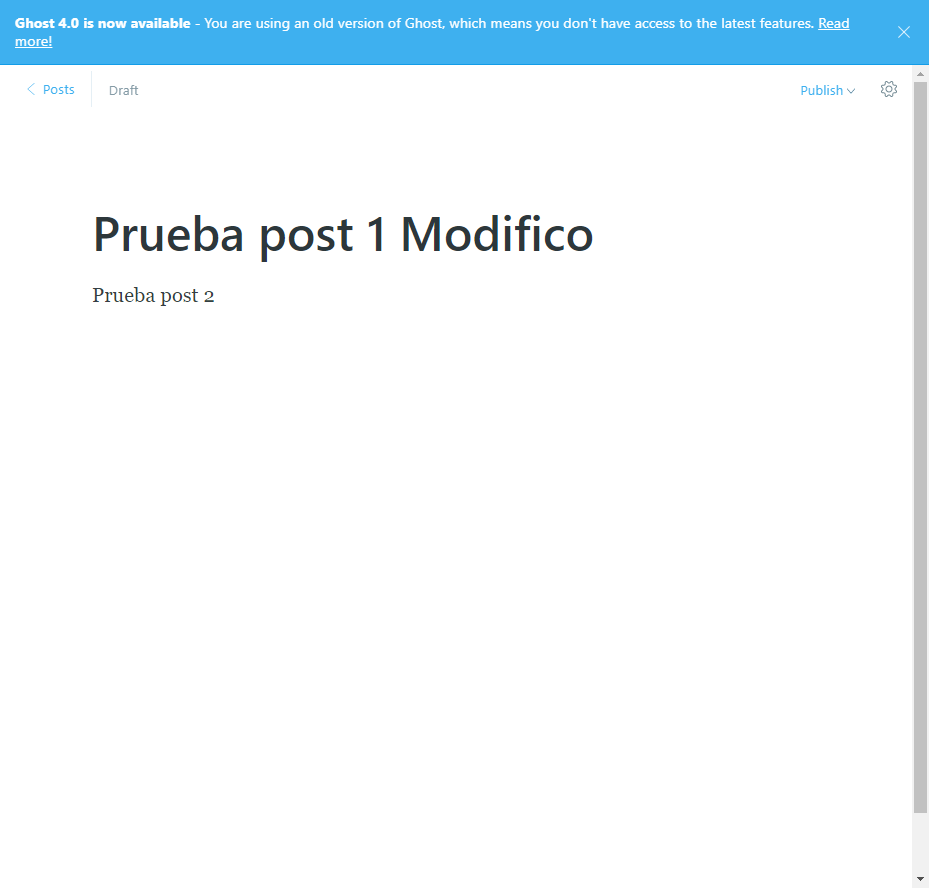 Ghost 4.0 is now available - You are using an old version of Ghost, which means you don't have access to the latest features. Read
more!
Posts
Draft
Publish
Prueba post 1 Modifico
Prueba post 2